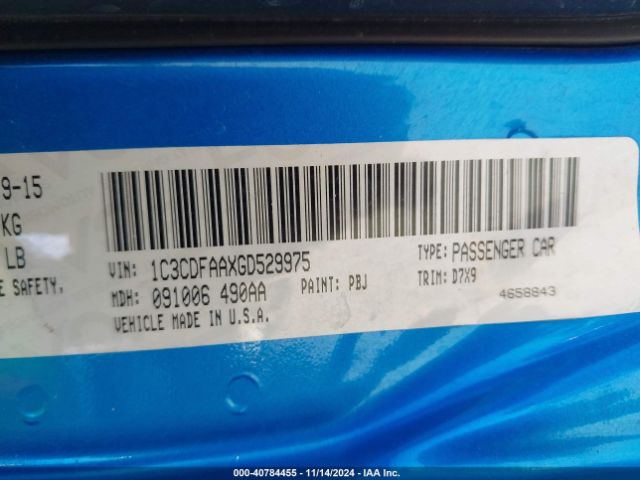 9-15
KG
LB
E SAFETY,
VIN: 1C3CDFAAXGD529975
TYPE: PASSENGER CAR
MDH: 091006 490AA
PAINT: PBJ
TRIM: D7X9
VEHICLE MADE IN U.S.A.
4658843
000-40784455 - 11/14/2024 - IAA Inc.